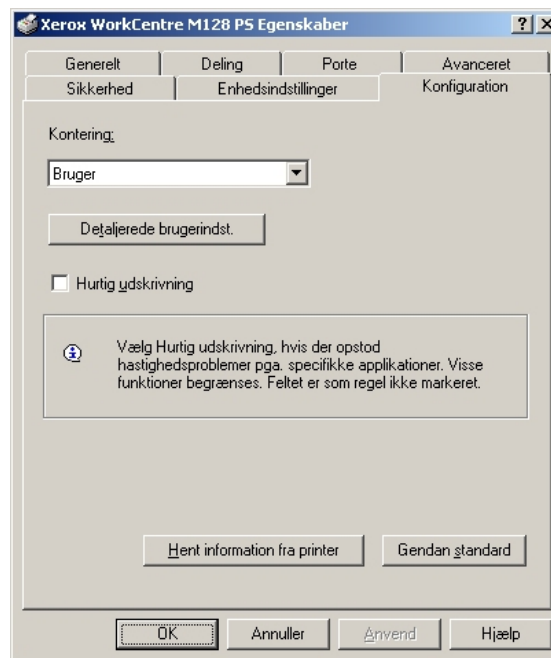 Xerox WorkCentre M128 PS Egenskaber
Generelt Deling Porte Avanceret
Sikkerhed Enhedsindstillinger Konfiguration
Kontering:
Bruger
Detaljerede brugerindst.
Hurtig udskrivning
Vælg Hurtig udskrivning, hvis der opstod
hastighedsproblemer pga. specifikke applikationer. Visse
funktioner begrænses. Feltet er som regel ikke markeret.
Hent information fra printer Gendan standard
OK Annuller Anvend Hjælp